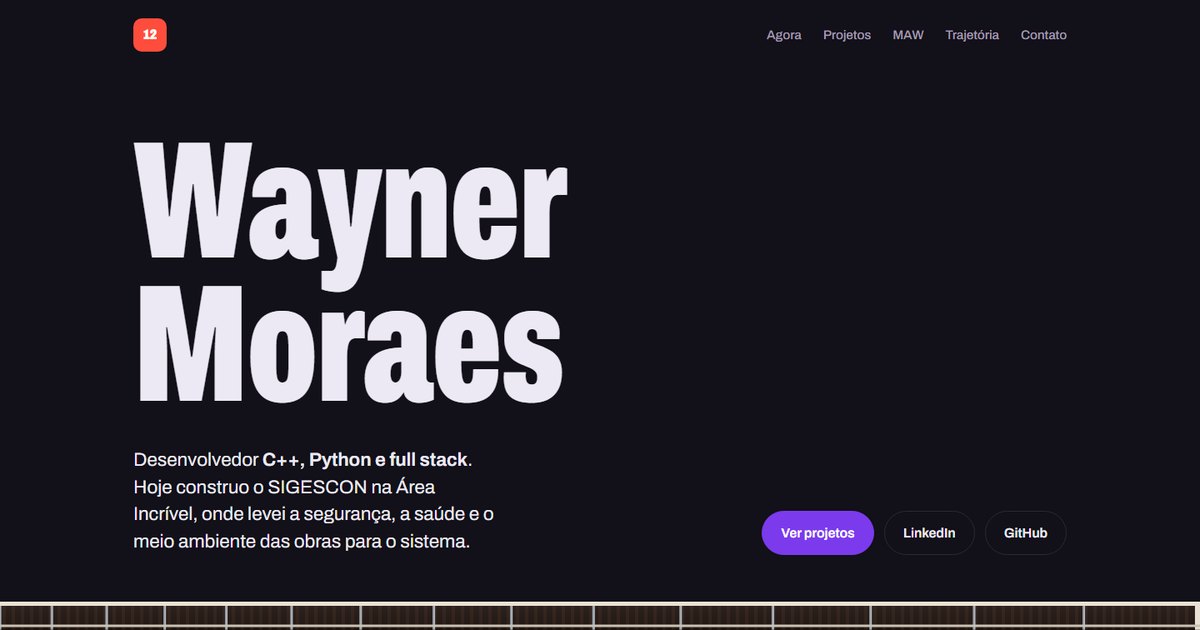 12
Agora Projetos MAW Trajetória Contato
Wayner
Moraes
Desenvolvedor C++, Python e full stack.
Hoje construo o SIGESCON na Área
Incrível, onde levei a segurança, a saúde e o
meio ambiente das obras para o sistema.
Ver projetos LinkedIn GitHub